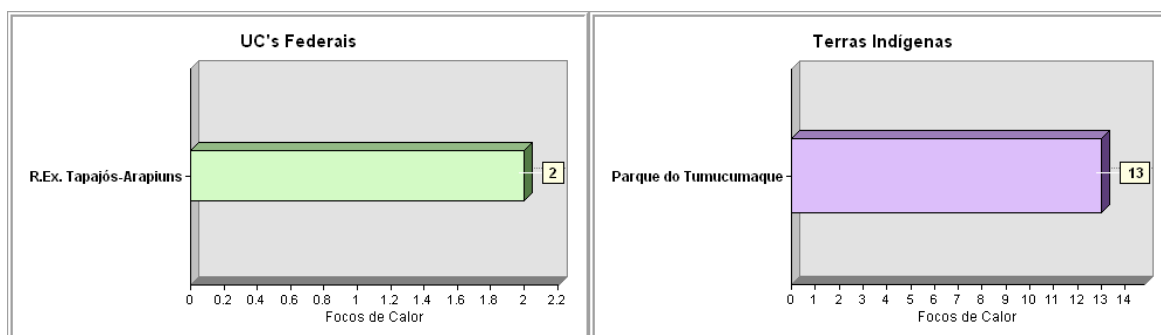 UC's Federais
R.Ex. Tapajós-Arapiuns
2
0 0.2 0.4 0.6 0.8 1 1.2 1.4 1.6 1.8 2 2.2
Focos de Calor
Terras Indígenas
Parque do Tumucumaque
13
0 1 2 3 4 5 6 7 8 9 10 11 12 13 14
Focos de Calor